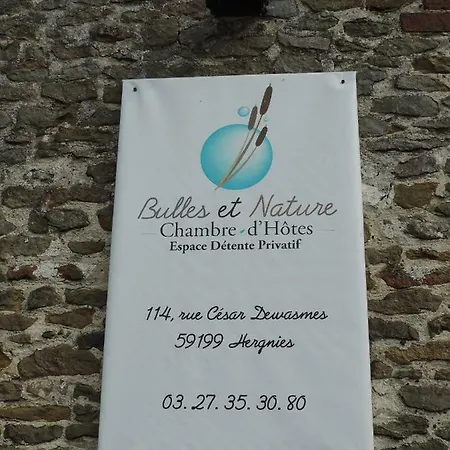 Bulles et Nature
Chambre d'Hôtes
Espace Détente Privatif
114, rue César Dewasmes
59199 Hergnies
03.27.35.30.80